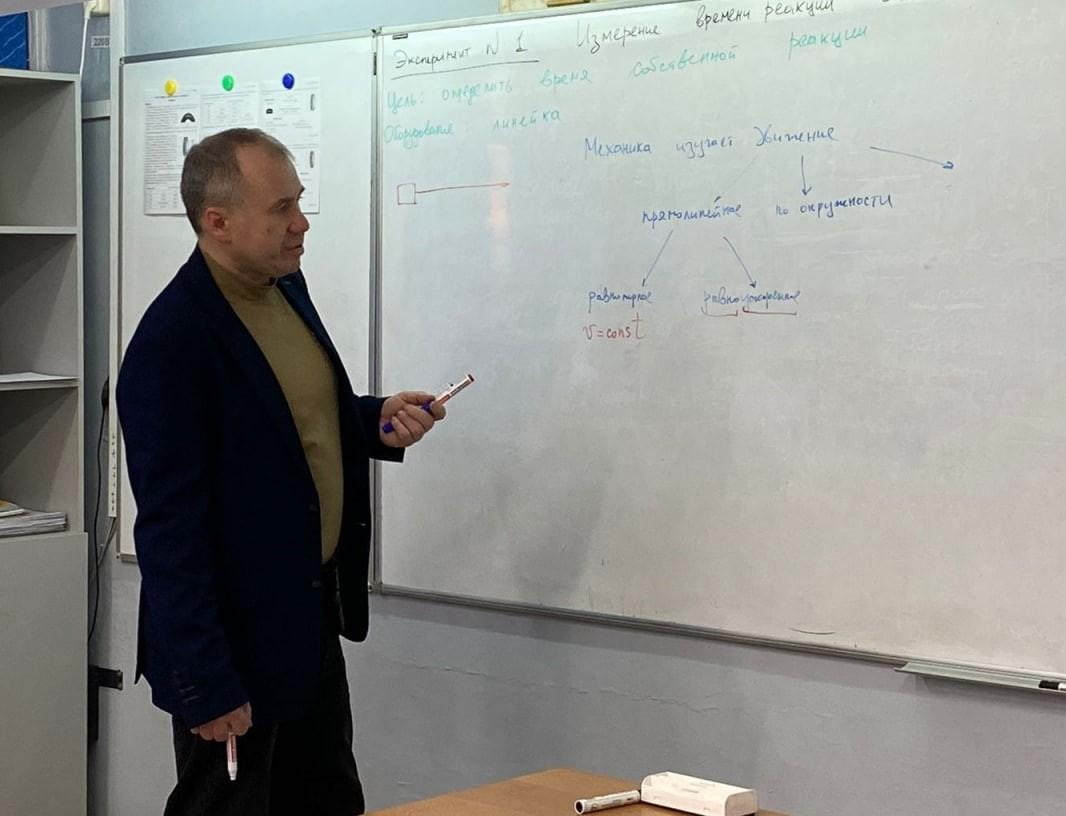 Эксперимент N 1 Измерение времени реакции
Цель: определить время собственной реакции
Оборудование: линейка
Механика изучает движение
прямолинейное по окружности
равномерное равноускоренное
v = const